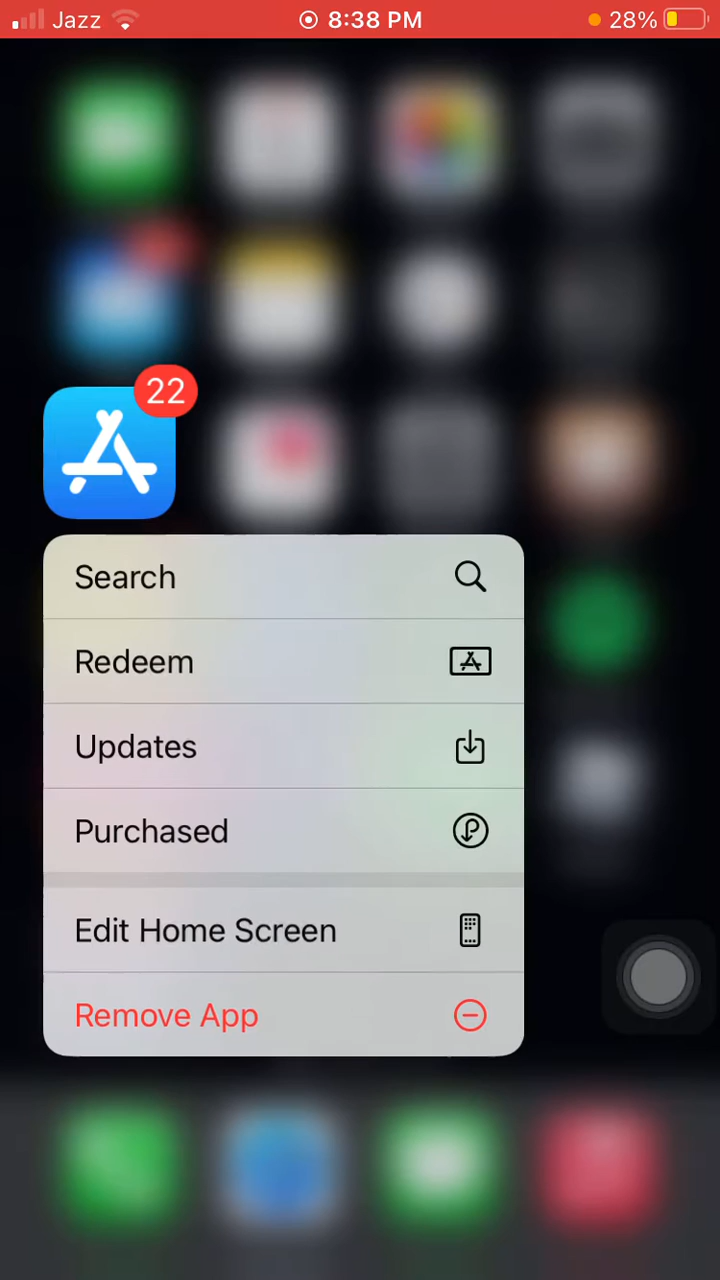 Jazz 8:38 PM 28%
22
Search
Redeem
Updates
Purchased
Edit Home Screen
Remove App